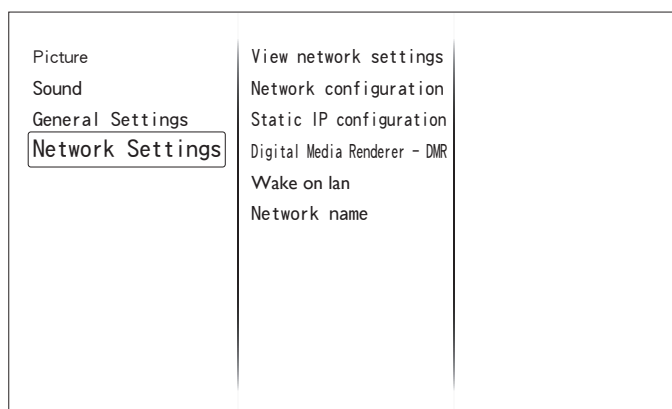 Picture
Sound
General Settings
Network Settings
View network settings
Network configuration
Static IP configuration
Digital Media Renderer - DMR
Wake on lan
Network name